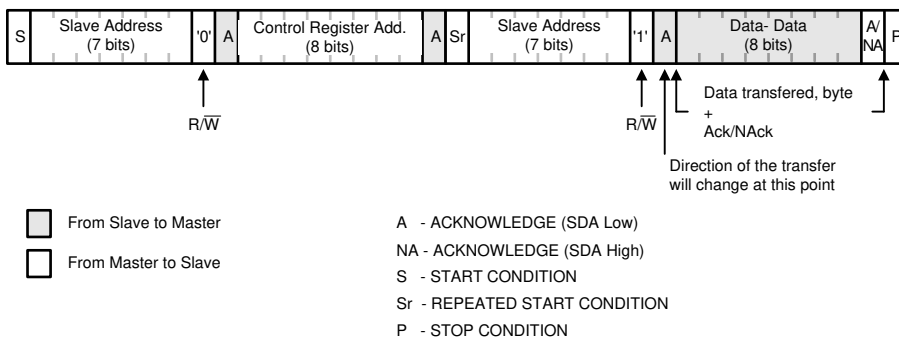 S
Slave Address
(7 bits)
'0'
A
Control Register Add.
(8 bits)
A
Sr
Slave Address
(7 bits)
'1'
A
Data- Data
(8 bits)
A/
NA
P
R/W̅
R/W̅
Data transfered, byte
+
Ack/NAck
Direction of the transfer
will change at this point
From Slave to Master
From Master to Slave
A - ACKNOWLEDGE (SDA Low)
NA - ACKNOWLEDGE (SDA High)
S - START CONDITION
Sr - REPEATED START CONDITION
P - STOP CONDITION